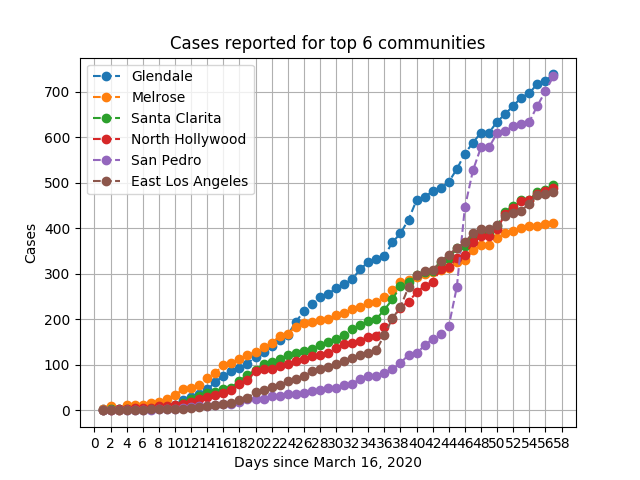 Cases reported for top 6 communities
Glendale
Melrose
Santa Clarita
North Hollywood
San Pedro
East Los Angeles
700
600
500
400
300
200
100
0
Cases
0 2 4 6 8 10 12 14 16 18 20 22 24 26 28 30 32 34 36 38 40 42 44 46 48 50 52 54 56 58
Days since March 16, 2020